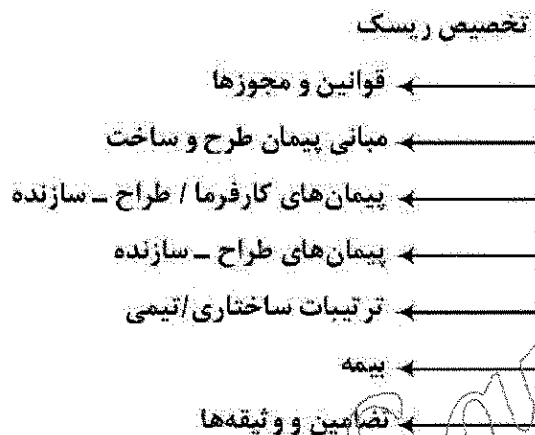 تخصیص ریسک
قوانین و مجوزها
مبانی پیمان طرح و ساخت
پیمان‌های کارفرما / طراح ـ سازنده
پیمان‌های طراح ـ سازنده
ترتیبات ساختاری/تیمی
بیمه
تضامین و وثیقه‌ها